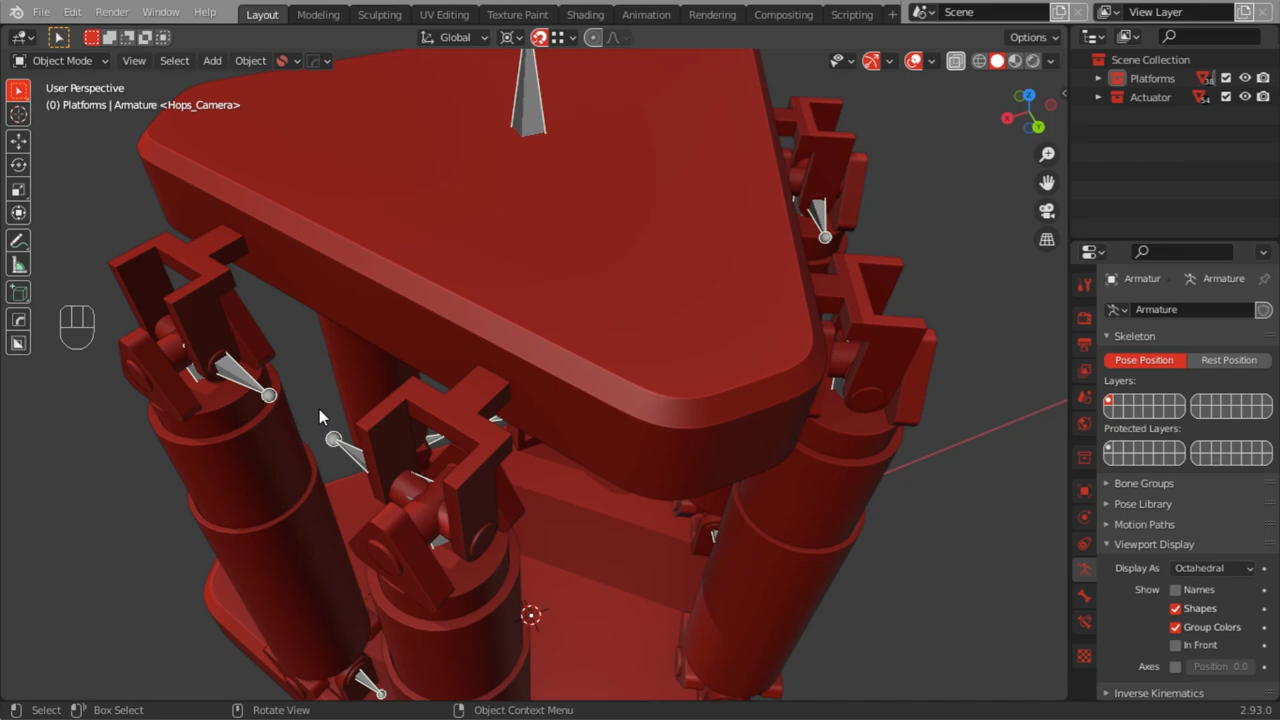 File Edit Render Window Help Layout Modeling Sculpting UV Editing Texture Paint Shading Animation Rendering Compositing Scripting + Scene View Layer
Global Options
Object Mode View Select Add Object
User Perspective
(0) Platforms | Armature <Hops_Camera>
Z
X
Y
Scene Collection
Platforms 38
Actuator 54
Armatur Armature
Armature
Skeleton
Pose Position Rest Position
Layers:
Protected Layers:
Bone Groups
Pose Library
Motion Paths
Viewport Display
Display As Octahedral
Show Names
Shapes
Group Colors
In Front
Axes Position 0.0
Inverse Kinematics
Select Box Select Rotate View Object Context Menu 2.93.0